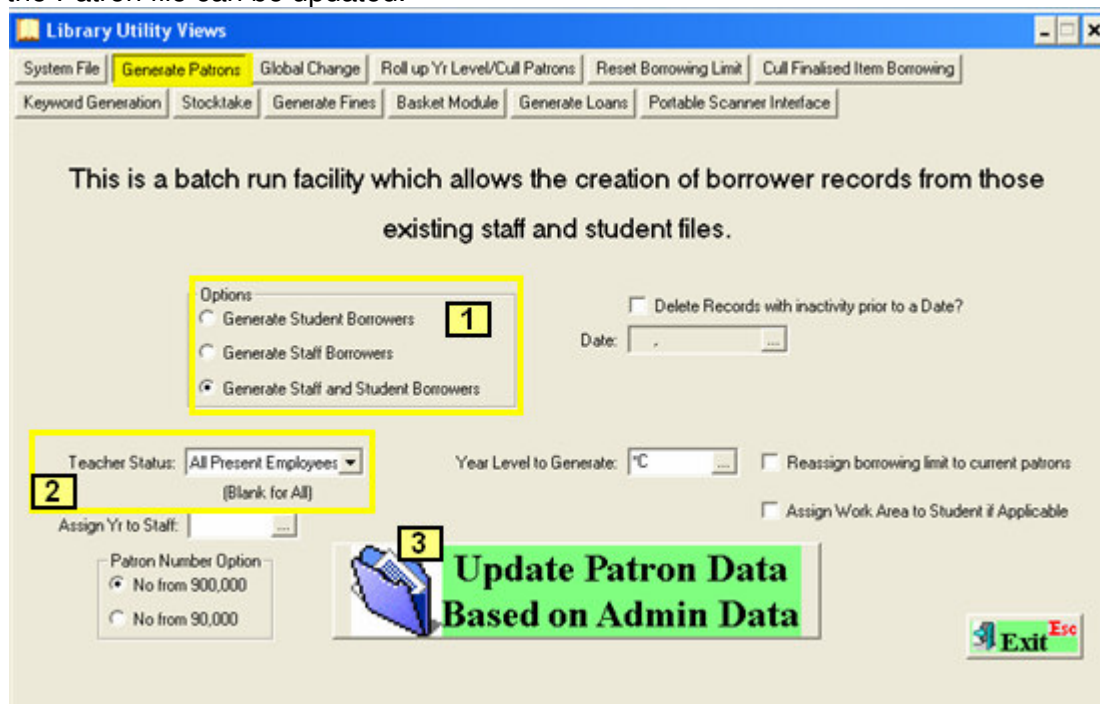 the Patron file can be updated.
Library Utility Views
System File Generate Patrons Global Change Roll up Yr Level/Cull Patrons Reset Borrowing Limit Cull Finalised Item Borrowing
Keyword Generation Stocktake Generate Fines Basket Module Generate Loans Portable Scanner Interface
This is a batch run facility which allows the creation of borrower records from those
existing staff and student files.
Options
Generate Student Borrowers 1
Generate Staff Borrowers
Generate Staff and Student Borrowers
Delete Records with inactivity prior to a Date?
Date: , ...
Teacher Status: All Present Employees
2 (Blank for All)
Year Level to Generate: *C ... Reassign borrowing limit to current patrons
Assign Work Area to Student if Applicable
Assign Yr to Staff: ...
Patron Number Option
No from 900,000
No from 90,000
3
Update Patron Data
Based on Admin Data
Exit Esc